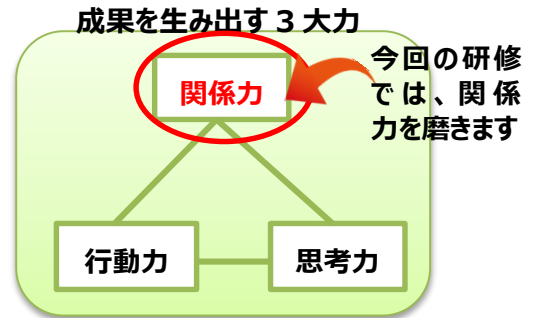 成果を生み出す3大力
関係力
今回の研修
では、関係
力を磨きます
行動力
思考力